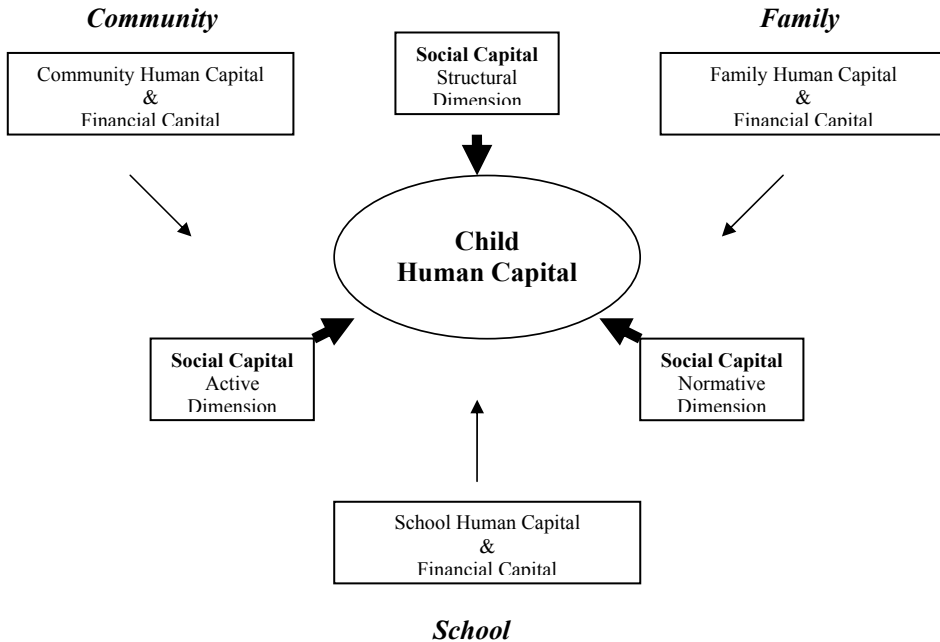 Community
Family
Community Human Capital
&
Financial Capital
Social Capital
Structural
Dimension
Family Human Capital
&
Financial Capital
Child
Human Capital
Social Capital
Active
Dimension
Social Capital
Normative
Dimension
School Human Capital
&
Financial Capital
School